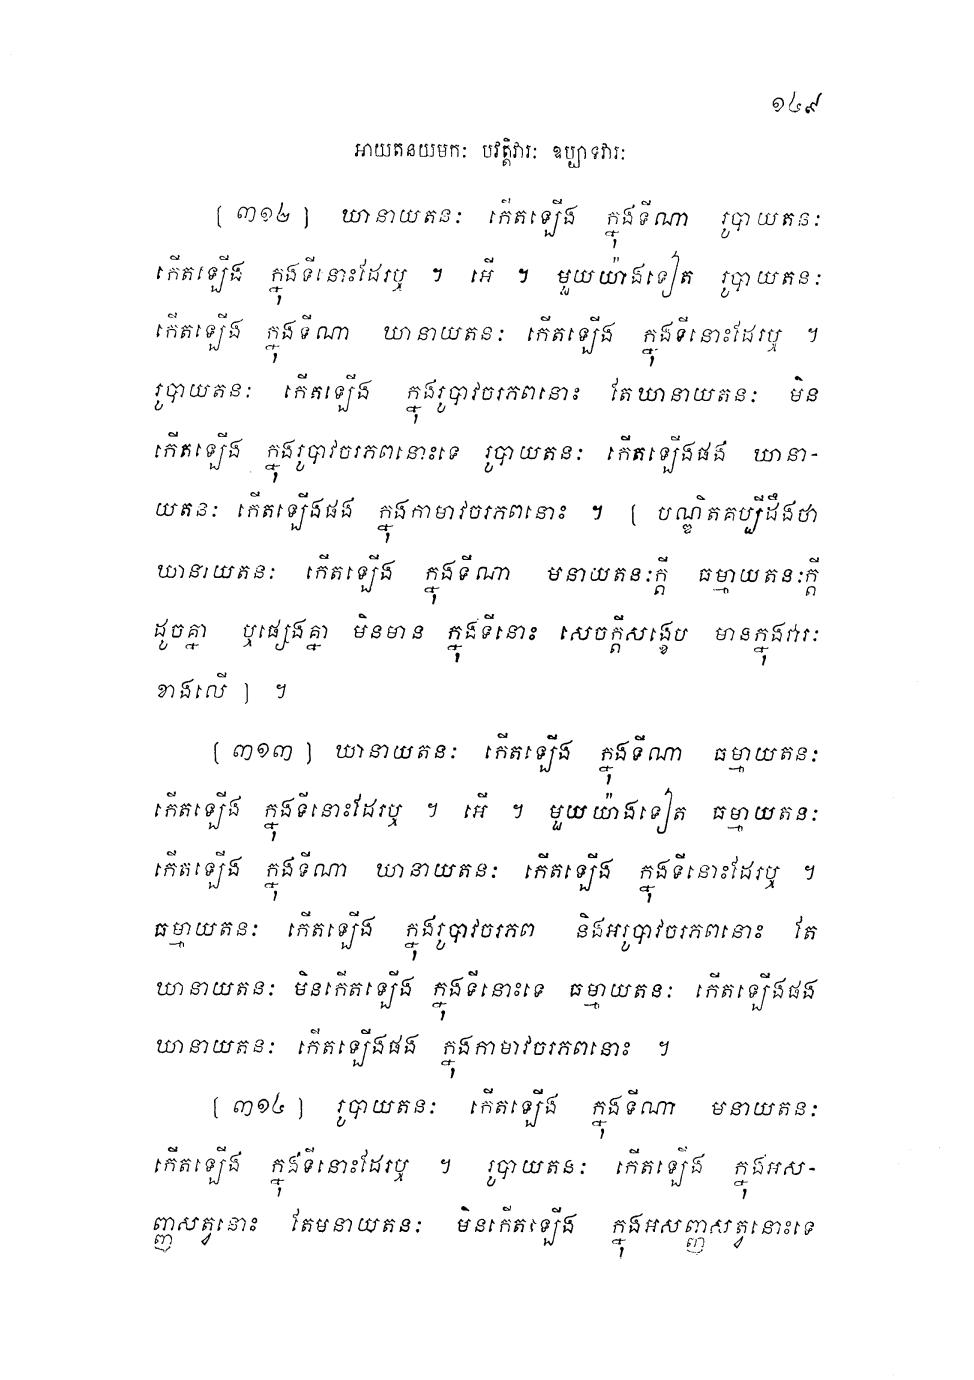 ១៤៩
អាយតនយមកៈ បវត្តិវារៈ ឧប្បាទវារៈ
[ ៣១៤ ] ឃានាយតនៈ កើតឡើង ក្នុងទីណា រូបាយតនៈ
កើតឡើង ក្នុងទីនោះដែរឬ ។ អើ ។ មួយយ៉ាងទៀត រូបាយតនៈ
កើតឡើង ក្នុងទីណា ឃានាយតនៈ កើតឡើង ក្នុងទីនោះដែរឬ ។
រូបាយតនៈ កើតឡើង ក្នុងរូបាវចរភពនោះ តែឃានាយតនៈ មិន
កើតឡើង ក្នុងរូបាវចរភពនោះទេ រូបាយតនៈ កើតឡើងផង ឃានា-
យតនៈ កើតឡើងផង ក្នុងកាមាវចរភពនោះ ។ [ បណ្ឌិតគប្បីដឹងថា
ឃានាយតនៈ កើតឡើង ក្នុងទីណា មនាយតនៈក្តី ធម្មាយតនៈក្តី
ដូចគ្នា ឬផ្សេងគ្នា មិនមាន ក្នុងទីនោះ សេចក្តីសង្ខេប មានក្នុងវារៈ
ខាងលើ ] ។
[ ៣១៣ ] ឃានាយតនៈ កើតឡើង ក្នុងទីណា ធម្មាយតនៈ
កើតឡើង ក្នុងទីនោះដែរឬ ។ អើ ។ មួយយ៉ាងទៀត ធម្មាយតនៈ
កើតឡើង ក្នុងទីណា ឃានាយតនៈ កើតឡើង ក្នុងទីនោះដែរឬ ។
ធម្មាយតនៈ កើតឡើង ក្នុងរូបាវចរភព និងអរូបាវចរភពនោះ តែ
ឃានាយតនៈ មិនកើតឡើង ក្នុងទីនោះទេ ធម្មាយតនៈ កើតឡើងផង
ឃានាយតនៈ កើតឡើងផង ក្នុងកាមាវចរភពនោះ ។
[ ៣១៤ ] រូបាយតនៈ កើតឡើង ក្នុងទីណា មនាយតនៈ
កើតឡើង ក្នុងទីនោះដែរឬ ។ រូបាយតនៈ កើតឡើង ក្នុងអស-
ញ្ញសត្វនោះ តែមនាយតនៈ មិនកើតឡើង ក្នុងអសញ្ញសត្វនោះទេ